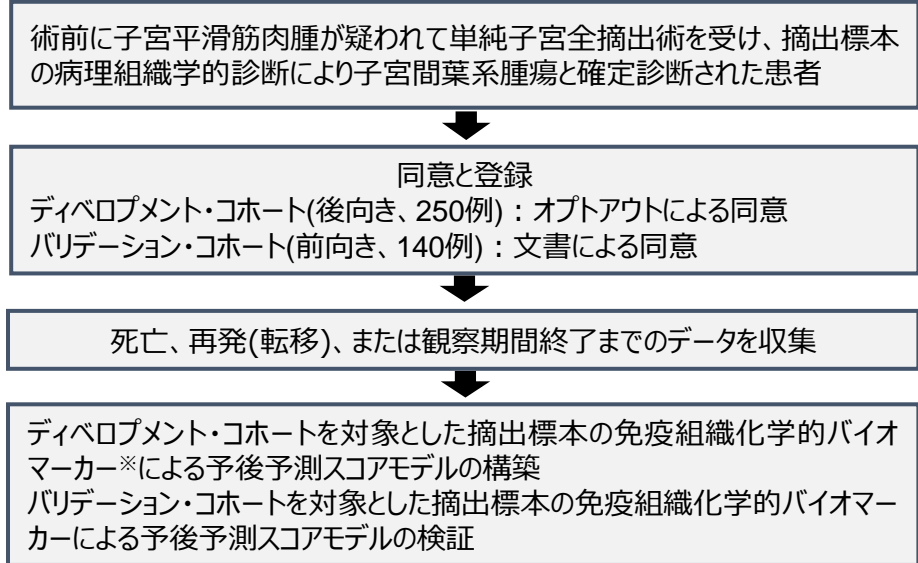 術前に子宮平滑筋肉腫が疑われて単純子宮全摘出術を受け、摘出標本
の病理組織学的診断により子宮間葉系腫瘍と確定診断された患者
同意と登録
ディベロプメント・コホート(後向き、250例)：オプトアウトによる同意
バリデーション・コホート(前向き、140例)：文書による同意
死亡、再発(転移)、または観察期間終了までのデータを収集
ディベロプメント・コホートを対象とした摘出標本の免疫組織化学的バイオ
マーカー※による予後予測スコアモデルの構築
バリデーション・コホートを対象とした摘出標本の免疫組織化学的バイオマー
カーによる予後予測スコアモデルの検証